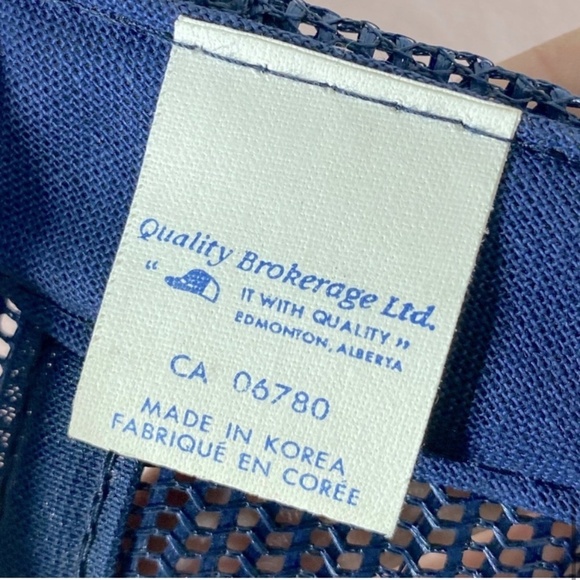 Quality Brokerage Ltd.
“ IT WITH QUALITY ”
EDMONTON, ALBERTA
CA 06780
MADE IN KOREA
FABRIQUÉ EN CORÉE